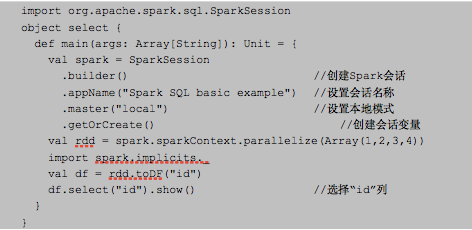 import org.apache.spark.sql.SparkSession
object select {
  def main(args: Array[String]): Unit = {
    val spark = SparkSession
      .builder()                              //创建Spark会话
      .appName("Spark SQL basic example")   //设置会话名称
      .master("local")                        //设置本地模式
      .getOrCreate()                              //创建会话变量
    val rdd = spark.sparkContext.parallelize(Array(1,2,3,4))
    import spark.implicits._
    val df = rdd.toDF("id")
    df.select("id").show()                  //选择“id”列
  }
}